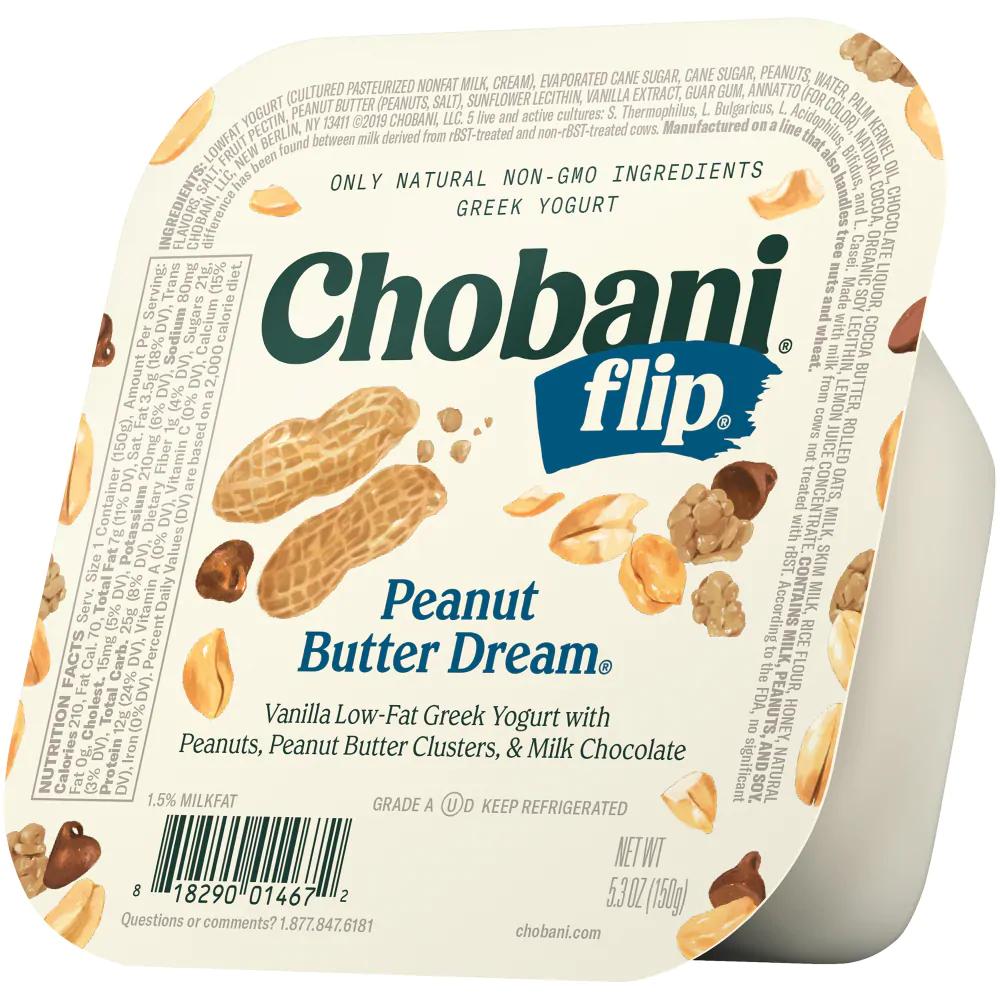 INGREDIENTS: LOWFAT YOGURT (CULTURED PASTEURIZED NONFAT MILK, CREAM), EVAPORATED CANE SUGAR, CANE SUGAR, PEANUTS, WATER, PALM KERNEL OIL, CHOCOLATE LIQUOR, COCOA BUTTER, ROLLED OATS, MILK, SKIM MILK, RICE FLOUR, HONEY, NATURAL
FLAVORS, SALT, FRUIT PECTIN, PEANUT BUTTER (PEANUTS, SALT), SUNFLOWER LECITHIN, VANILLA EXTRACT, GUAR GUM, ANNATTO (FOR COLOR), NATURAL COCOA, ORGANIC SOY LECITHIN, LEMON JUICE CONCENTRATE. CONTAINS MILK, PEANUTS, AND SOY.
CHOBANI, LLC, NEW BERLIN, NY 13411 ©2019 CHOBANI, LLC. 5 live and active cultures: S. Thermophilus, L. Bulgaricus, L. Acidophilus, Bifidus, and L. Casei. Made with milk from cows not treated with rBST. According to the FDA, no significant
difference has been found between milk derived from rBST-treated and non-rBST-treated cows. Manufactured on a line that also handles tree nuts and wheat.
ONLY NATURAL NON-GMO INGREDIENTS
GREEK YOGURT
Chobani®
flip®
NUTRITION FACTS Serv. Size 1 Container (150g), Amount Per Serving:
Calories 210, Fat Cal. 70, Total Fat 7g (11% DV), Sat. Fat 3.5g (18% DV), Trans
Fat 0g, Cholest. 15mg (5% DV), Potassium 210mg (6% DV), Sodium 80mg
(3% DV), Total Carb. 25g (8% DV), Dietary Fiber 1g (4% DV), Sugars 21g,
Protein 12g (24% DV), Vitamin A (0% DV), Vitamin C (0% DV), Calcium (15%
DV), Iron (0% DV). Percent Daily Values (DV) are based on a 2,000 calorie diet.
Peanut
Butter Dream®
Vanilla Low-Fat Greek Yogurt with
Peanuts, Peanut Butter Clusters, & Milk Chocolate
1.5% MILKFAT
GRADE A Ⓤ D KEEP REFRIGERATED
8 18290 01467 2
NET WT
5.3 OZ (150g)
Questions or comments? 1.877.847.6181
chobani.com